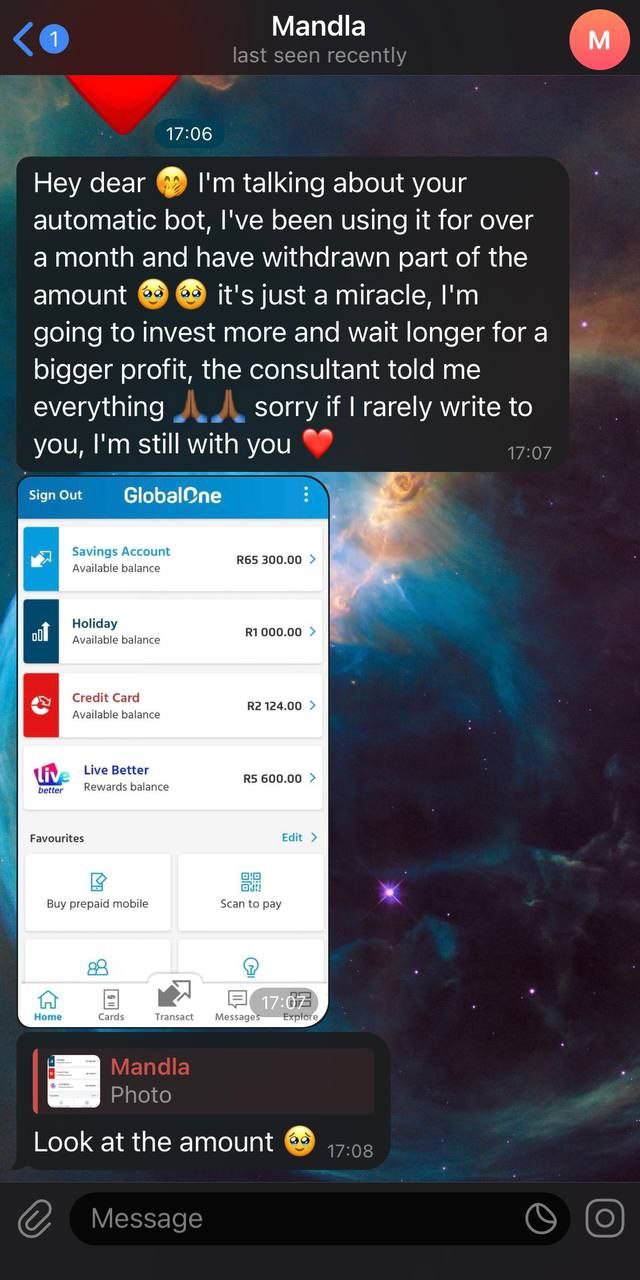 1
Mandla
last seen recently
M
17:06
Hey dear 🤭 I'm talking about your
automatic bot, I've been using it for over
a month and have withdrawn part of the
amount 🥹🥹 it's just a miracle, I'm
going to invest more and wait longer for a
bigger profit, the consultant told me
everything 🙏🏾🙏🏾 sorry if I rarely write to
you, I'm still with you ❤️
17:07
Sign Out GlobalOne
Savings Account
Available balance
R65 300.00
Holiday
Available balance
R1 000.00
Credit Card
Available balance
R2 124.00
live better
Live Better
Rewards balance
R5 600.00
Favourites Edit
Buy prepaid mobile Scan to pay
Home Cards Transact Messages Explore
17:07
Mandla
Photo
Look at the amount 🥹 17:08
Message